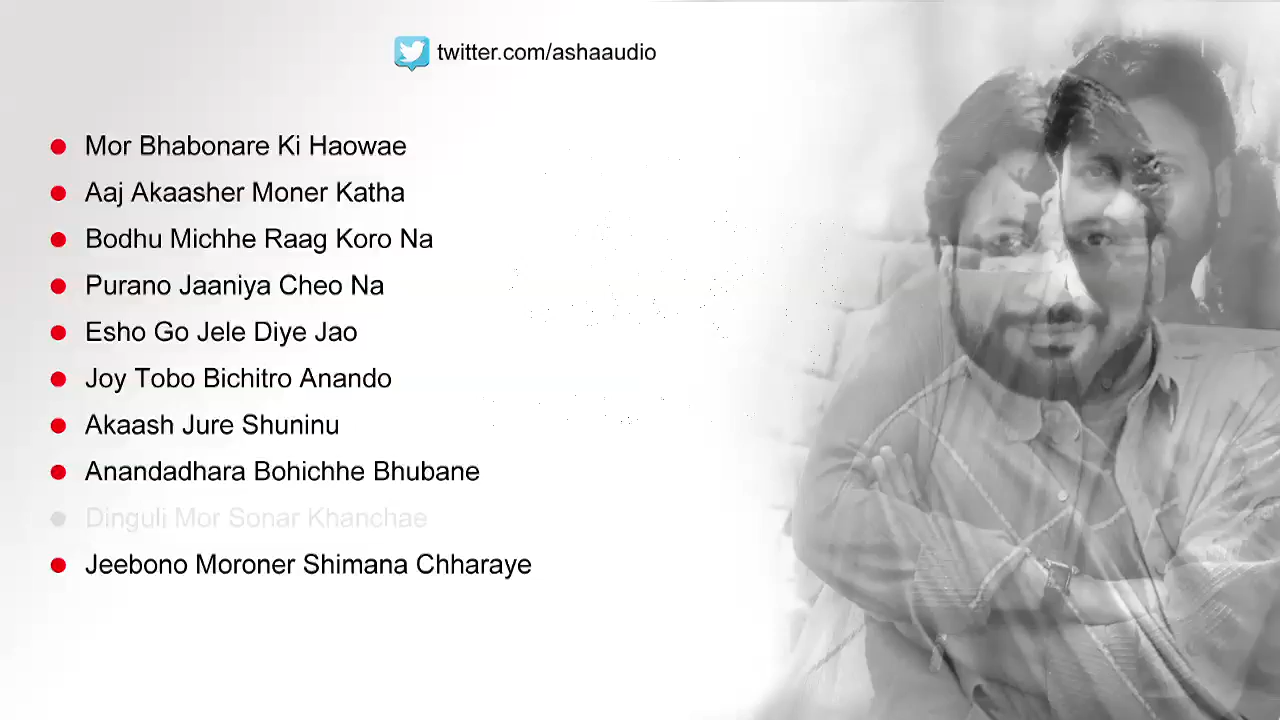 twitter.com/ashaaudio
Mor Bhabonare Ki Haowae
Aaj Akaasher Moner Katha
Bodhu Michhe Raag Koro Na
Purano Jaaniya Cheo Na
Esho Go Jele Diye Jao
Joy Tobo Bichitro Anando
Akaash Jure Shuninu
Anandadhara Bohichhe Bhubane
Dinguli Mor Sonar Khanchae
Jeebono Moroner Shimana Chharaye